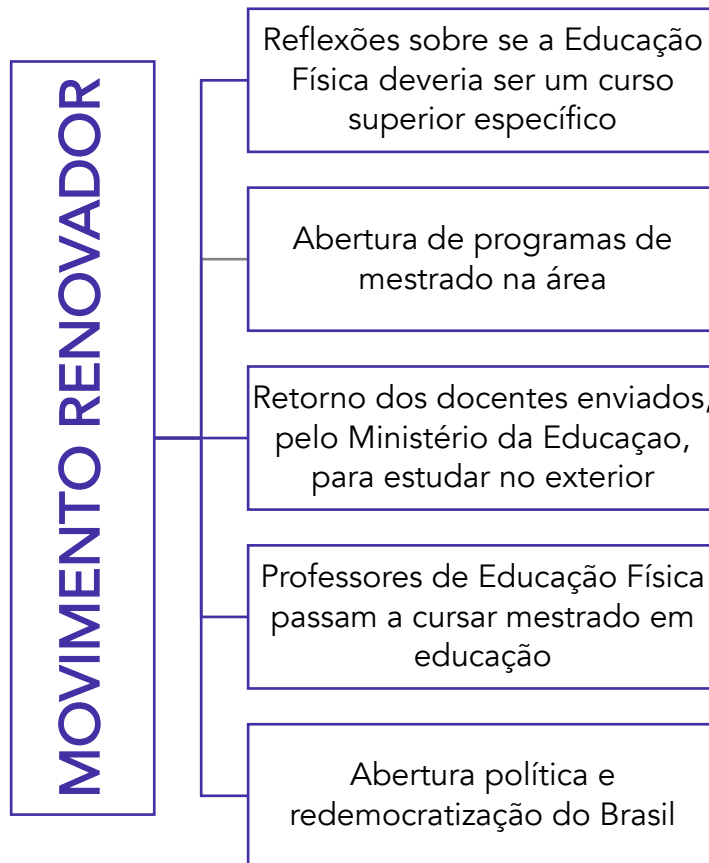 MOVIMENTO RENOVADOR
Reflexões sobre se a Educação
Física deveria ser um curso
superior específico
Abertura de programas de
mestrado na área
Retorno dos docentes enviados,
pelo Ministério da Educaçao,
para estudar no exterior
Professores de Educação Física
passam a cursar mestrado em
educação
Abertura política e
redemocratização do Brasil